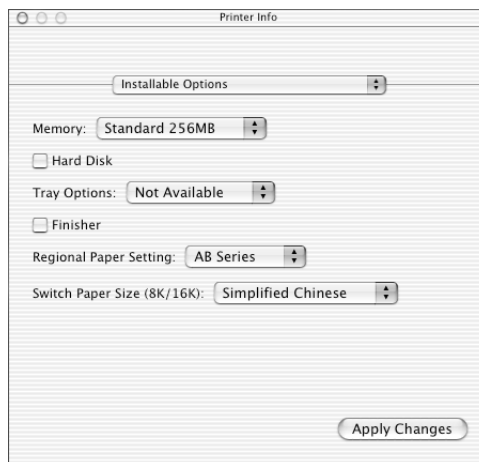 Printer Info
Installable Options
Memory: Standard 256MB
Hard Disk
Tray Options: Not Available
Finisher
Regional Paper Setting: AB Series
Switch Paper Size (8K/16K): Simplified Chinese
Apply Changes